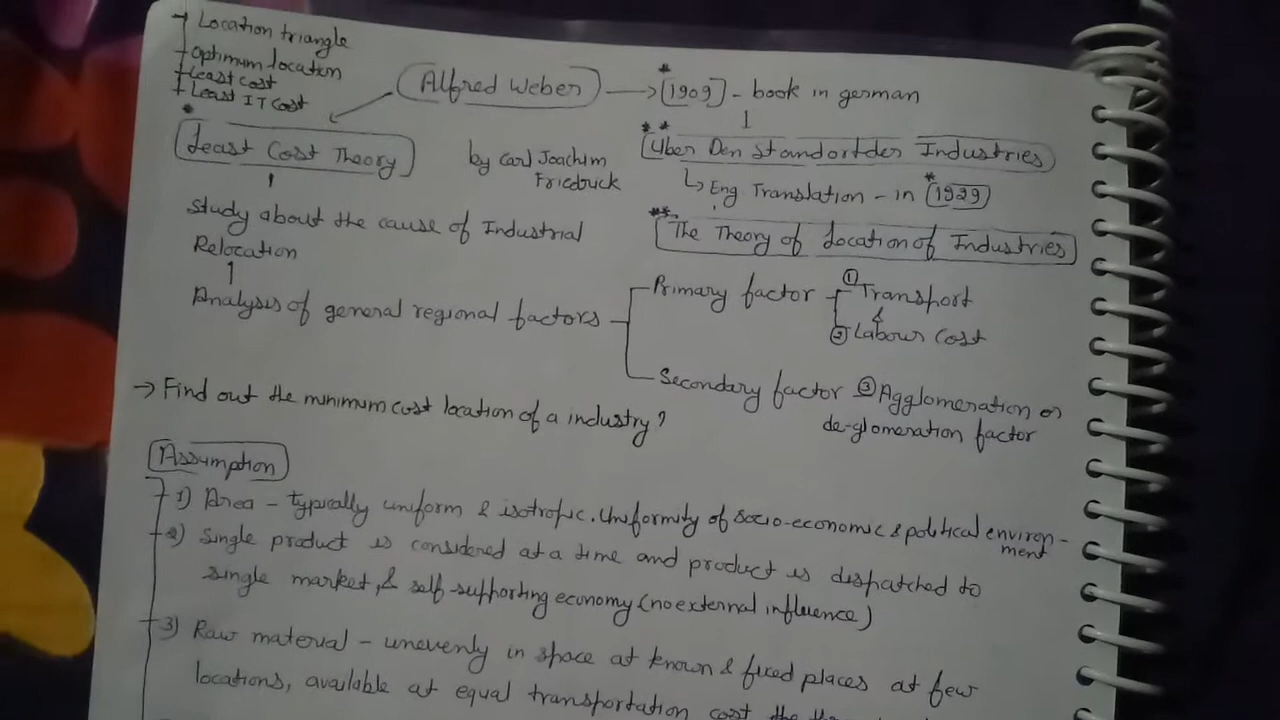 → Location triangle
Optimum location
Least cost
Least IT Cost
Alfred Weber → [1909] - book in german
* Least Cost Theory
by Carl Joachim
Friedruck
** Uber Den Standortder Industries
↳ Eng Translation - in *1929
** The Theory of Location of Industries
Study about the cause of Industrial
Relocation
Analysis of general regional factors
Primary factor ① Transport
&
② Labour Cost
Secondary factor ③ Agglomeration or
de-glomeration factor
→ Find out the minimum cost location of a industry?
Assumption
1) Area - typically uniform & isotropic. Uniformity of socio-economic & political environ-
ment
2) Single product is considered at a time and product is dispatched to
single market, & self-supporting economy (no external influence)
3) Raw material - unevenly in space at known & fixed places at few
locations, available at equal transportation cost the